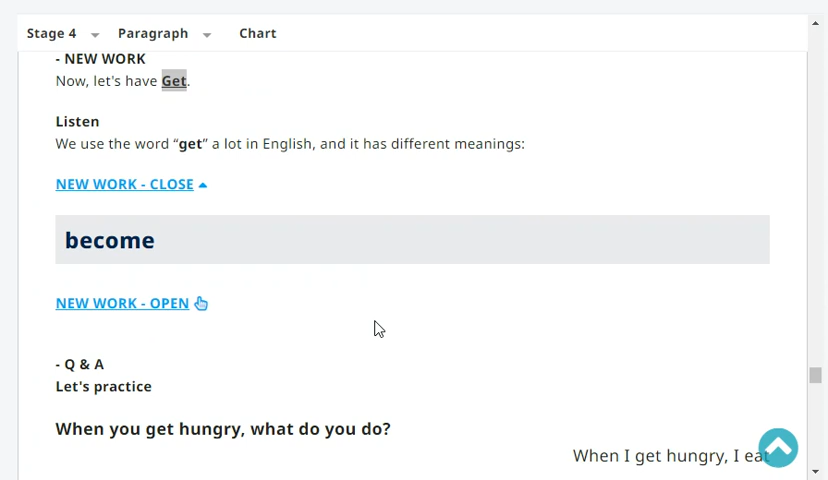 Stage 4 Paragraph Chart
- NEW WORK
Now, let's have Get.
Listen
We use the word “get” a lot in English, and it has different meanings:
NEW WORK - CLOSE
become
NEW WORK - OPEN
- Q & A
Let's practice
When you get hungry, what do you do?
When I get hungry, I eat